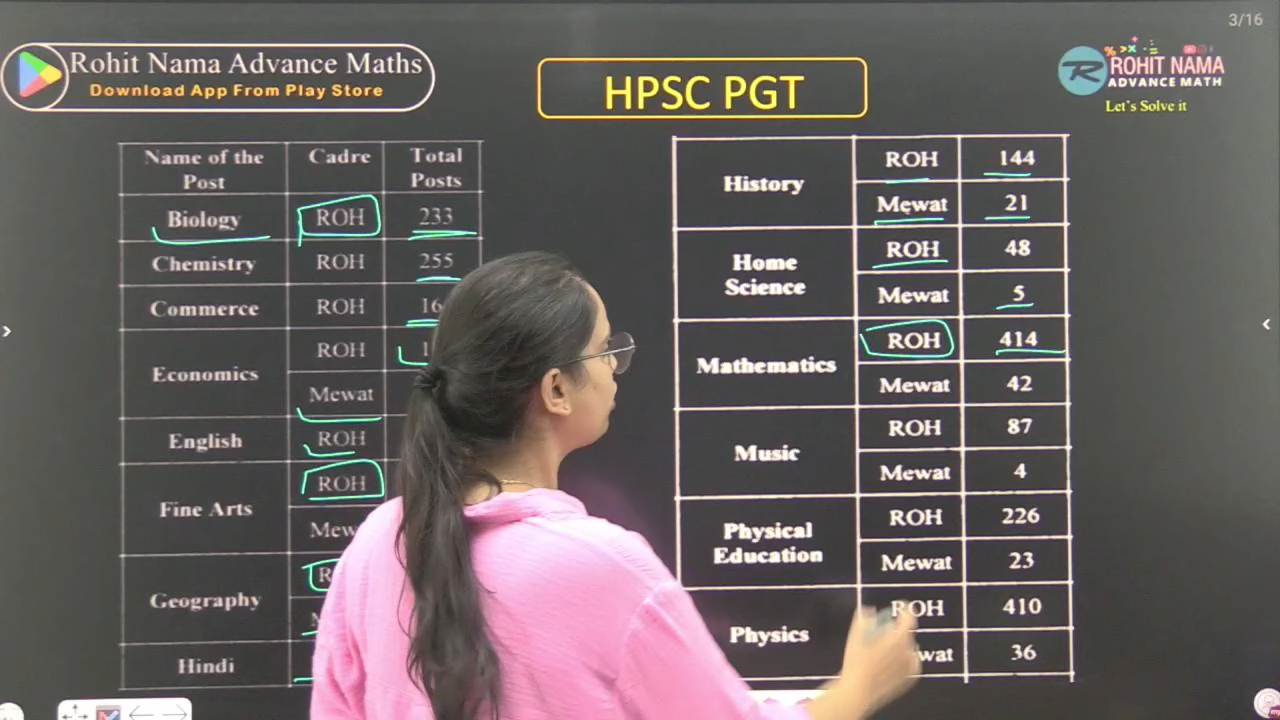 3/16
Rohit Nama Advance Maths
Download App From Play Store
HPSC PGT
ROHIT NAMA
ADVANCE MATH
Let's Solve it
Name of the Post Cadre Total Posts
Biology ROH 233
Chemistry ROH 255
Commerce ROH
Economics ROH
Mewat
English ROH
Fine Arts ROH
Geography
Hindi
History ROH 144
Mewat 21
Home Science ROH 48
Mewat 5
Mathematics ROH 414
Mewat 42
Music ROH 87
Mewat 4
Physical Education ROH 226
Mewat 23
Physics ROH 410
36